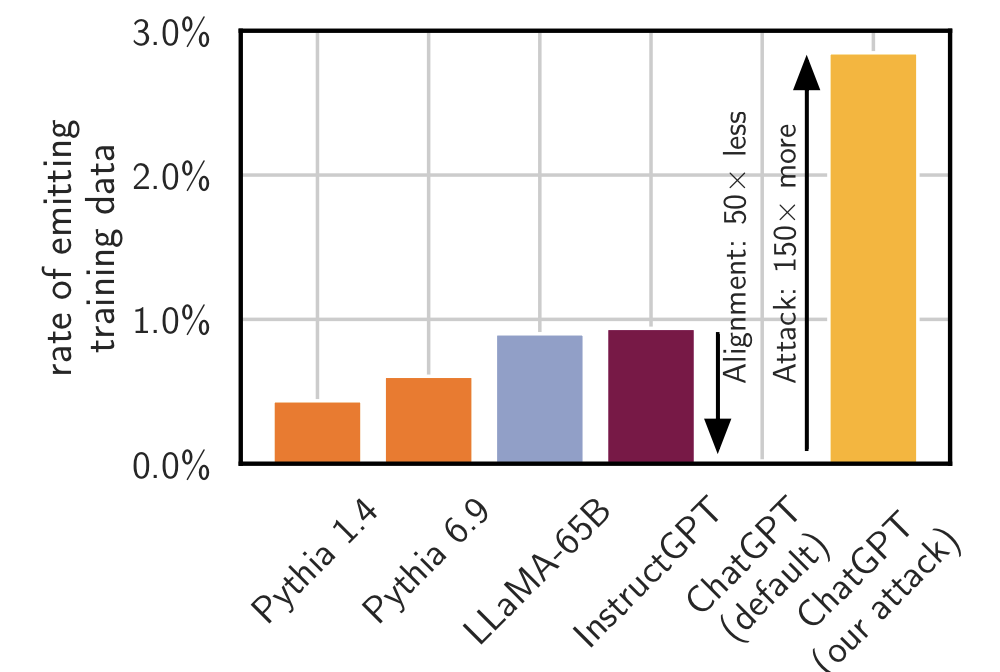 3.0%
2.0%
1.0%
0.0%
rate of emitting
training data
Alignment: 50× less
Attack: 150× more
Pythia 1.4
Pythia 6.9
LLaMA-65B
InstructGPT
ChatGPT
(default)
ChatGPT
(our attack)